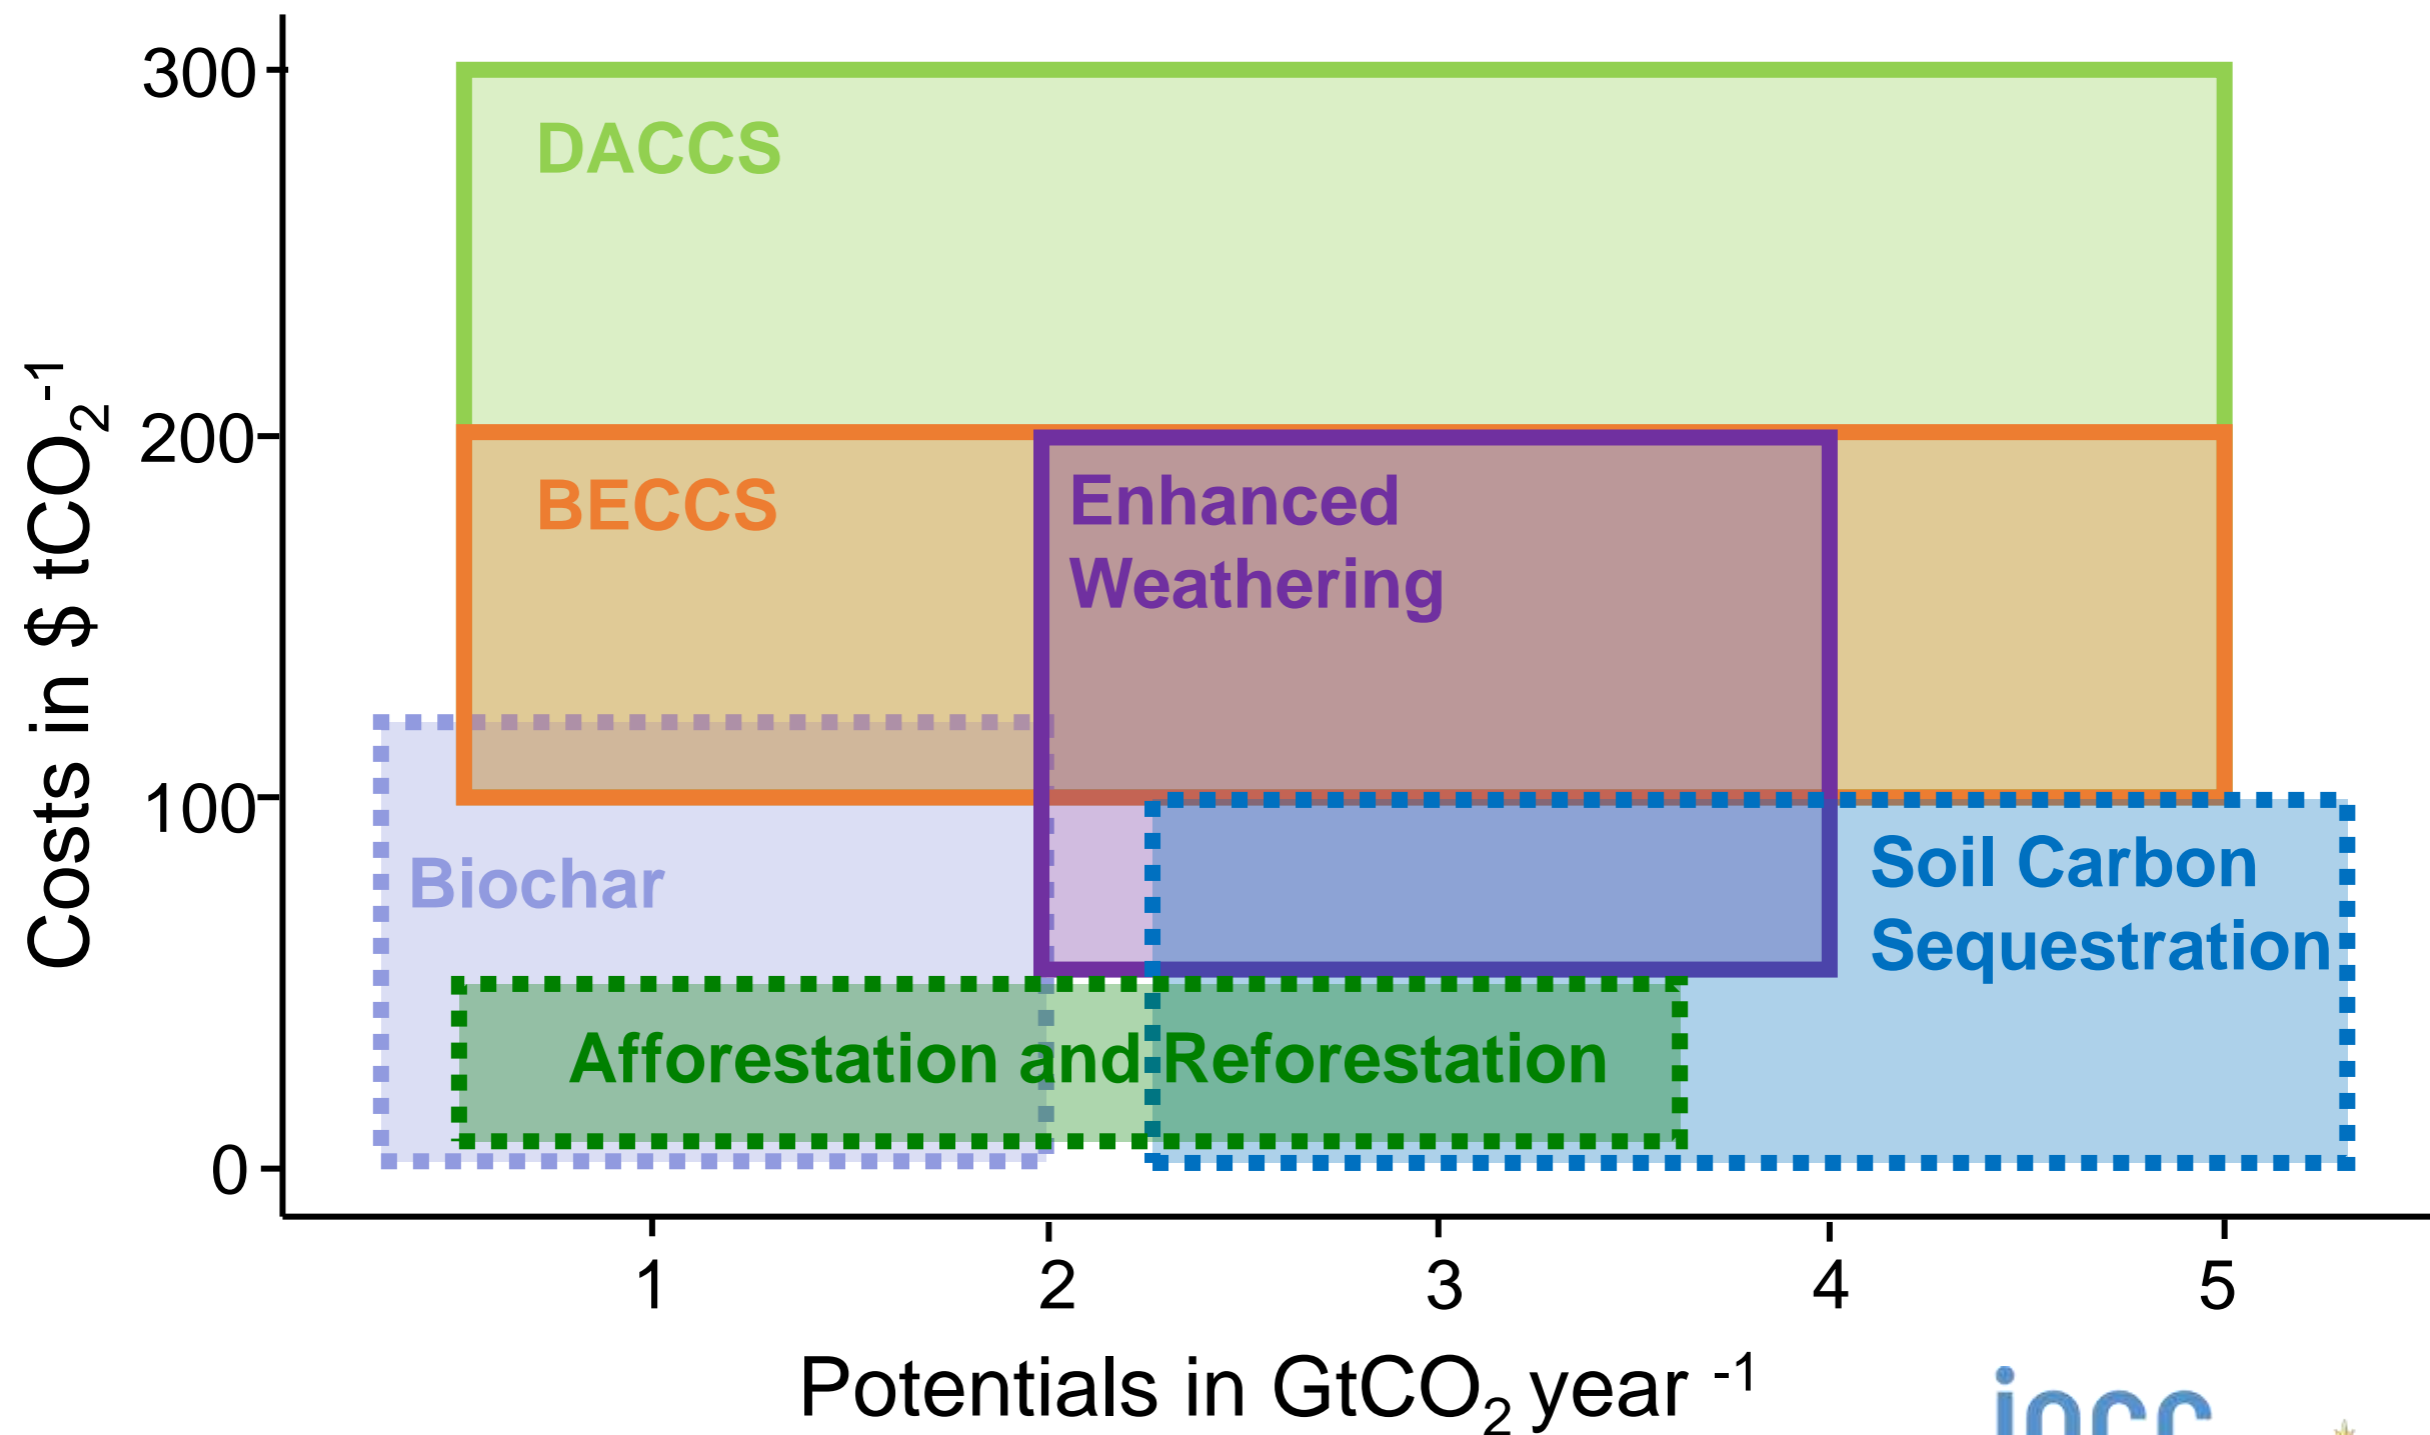 300
DACCS
200
BECCS
Enhanced
Weathering
Costs in $ tCO₂⁻¹
100
Biochar
Soil Carbon
Sequestration
Afforestation and Reforestation
0
1 2 3 4 5
Potentials in GtCO₂ year ⁻¹